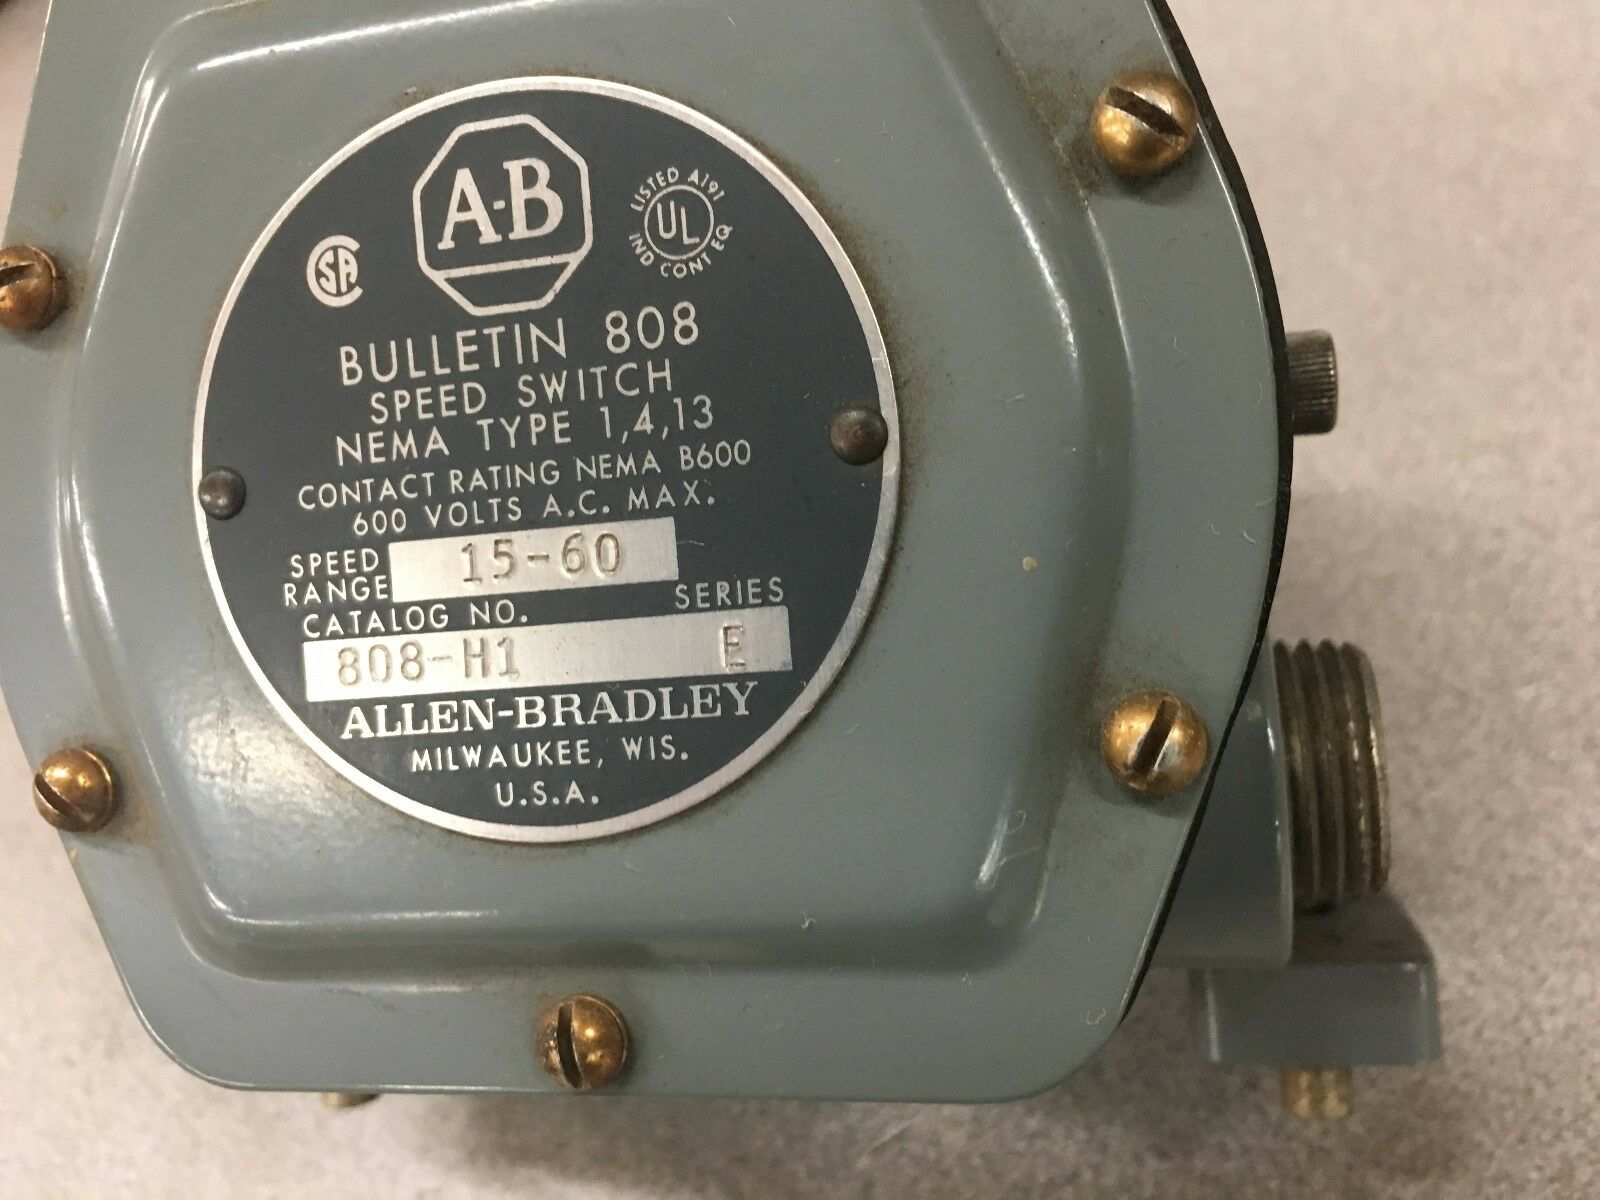 A-B
CSA
LISTED A191
UL
IND CONT EQ
BULLETIN 808
SPEED SWITCH
NEMA TYPE 1,4,13
CONTACT RATING NEMA B600
600 VOLTS A.C. MAX.
SPEED RANGE 15-60
CATALOG NO. SERIES
808-H1 E
ALLEN-BRADLEY
MILWAUKEE, WIS.
U.S.A.